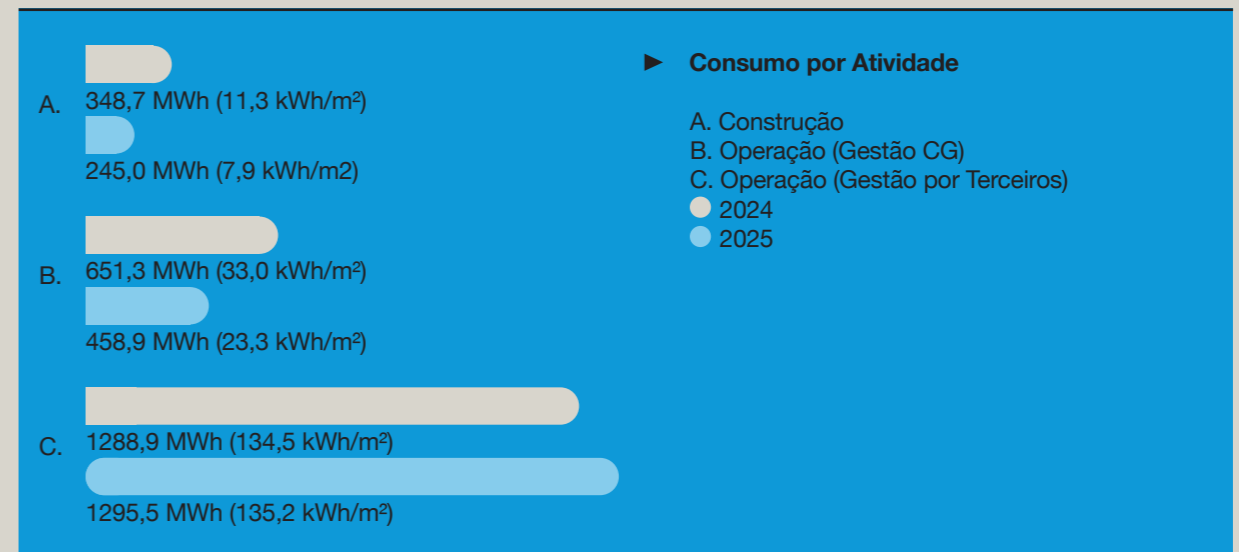 A.
348,7 MWh (11,3 kWh/m²)
245,0 MWh (7,9 kWh/m2)
B.
651,3 MWh (33,0 kWh/m²)
458,9 MWh (23,3 kWh/m²)
C.
1288,9 MWh (134,5 kWh/m²)
1295,5 MWh (135,2 kWh/m²)
► Consumo por Atividade
A. Construção
B. Operação (Gestão CG)
C. Operação (Gestão por Terceiros)
2024
2025